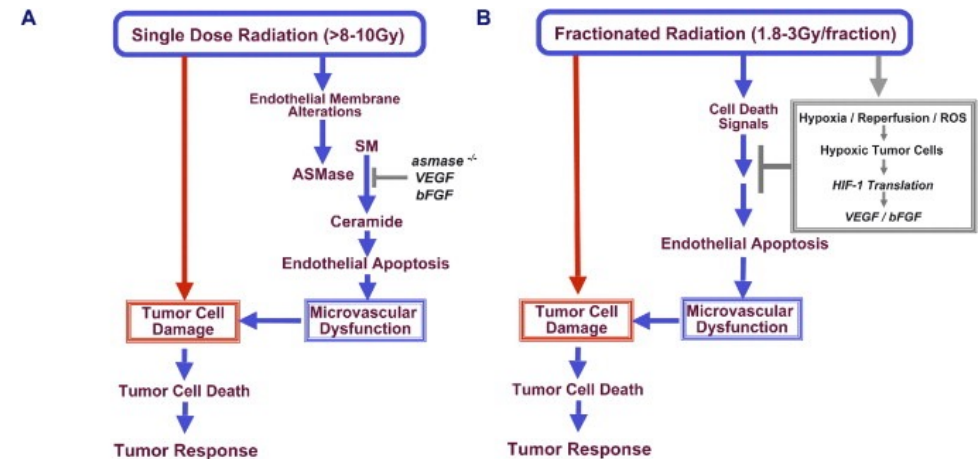 A
Single Dose Radiation (>8-10Gy)
Endothelial Membrane
Alterations
SM
ASMase
asmase -/-
VEGF
bFGF
Ceramide
Endothelial Apoptosis
Tumor Cell
Damage
Microvascular
Dysfunction
Tumor Cell Death
Tumor Response
B
Fractionated Radiation (1.8-3Gy/fraction)
Cell Death
Signals
Hypoxia / Reperfusion / ROS
Hypoxic Tumor Cells
HIF-1 Translation
VEGF / bFGF
Endothelial Apoptosis
Tumor Cell
Damage
Microvascular
Dysfunction
Tumor Cell Death
Tumor Response